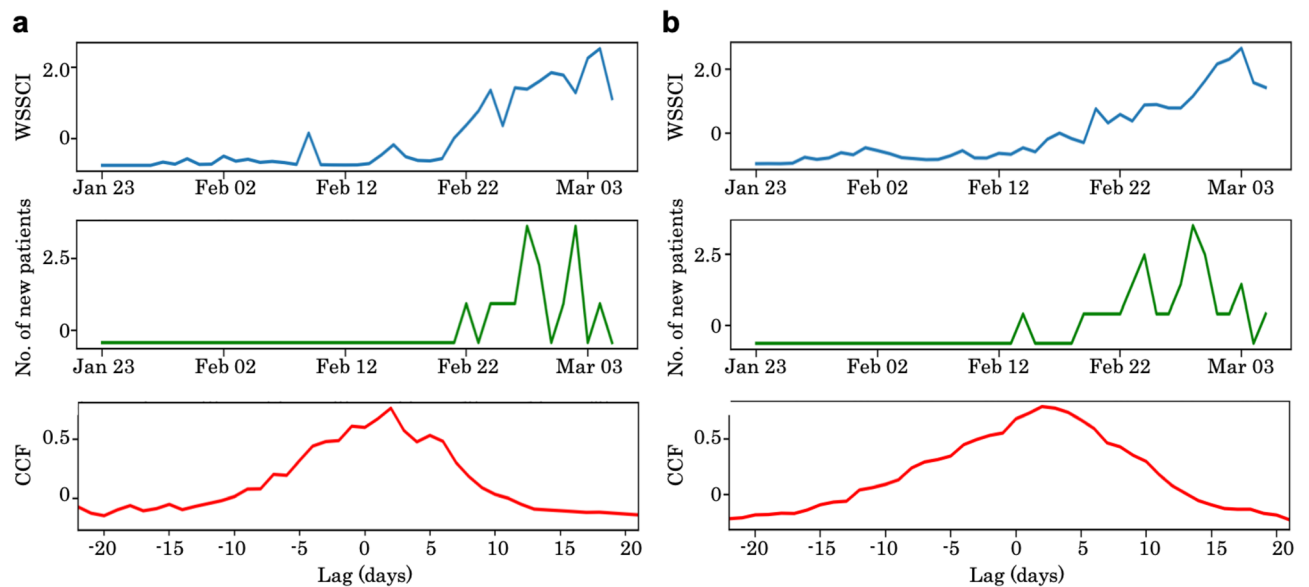 a
WSSCI
2.0
0
Jan 23 Feb 02 Feb 12 Feb 22 Mar 03
No. of new patients
2.5
0
Jan 23 Feb 02 Feb 12 Feb 22 Mar 03
CCF
0.5
0
-20 -15 -10 -5 0 5 10 15 20
Lag (days)
b
WSSCI
2.0
0
Jan 23 Feb 02 Feb 12 Feb 22 Mar 03
No. of new patients
2.5
0
Jan 23 Feb 02 Feb 12 Feb 22 Mar 03
CCF
0.5
0
-20 -15 -10 -5 0 5 10 15 20
Lag (days)